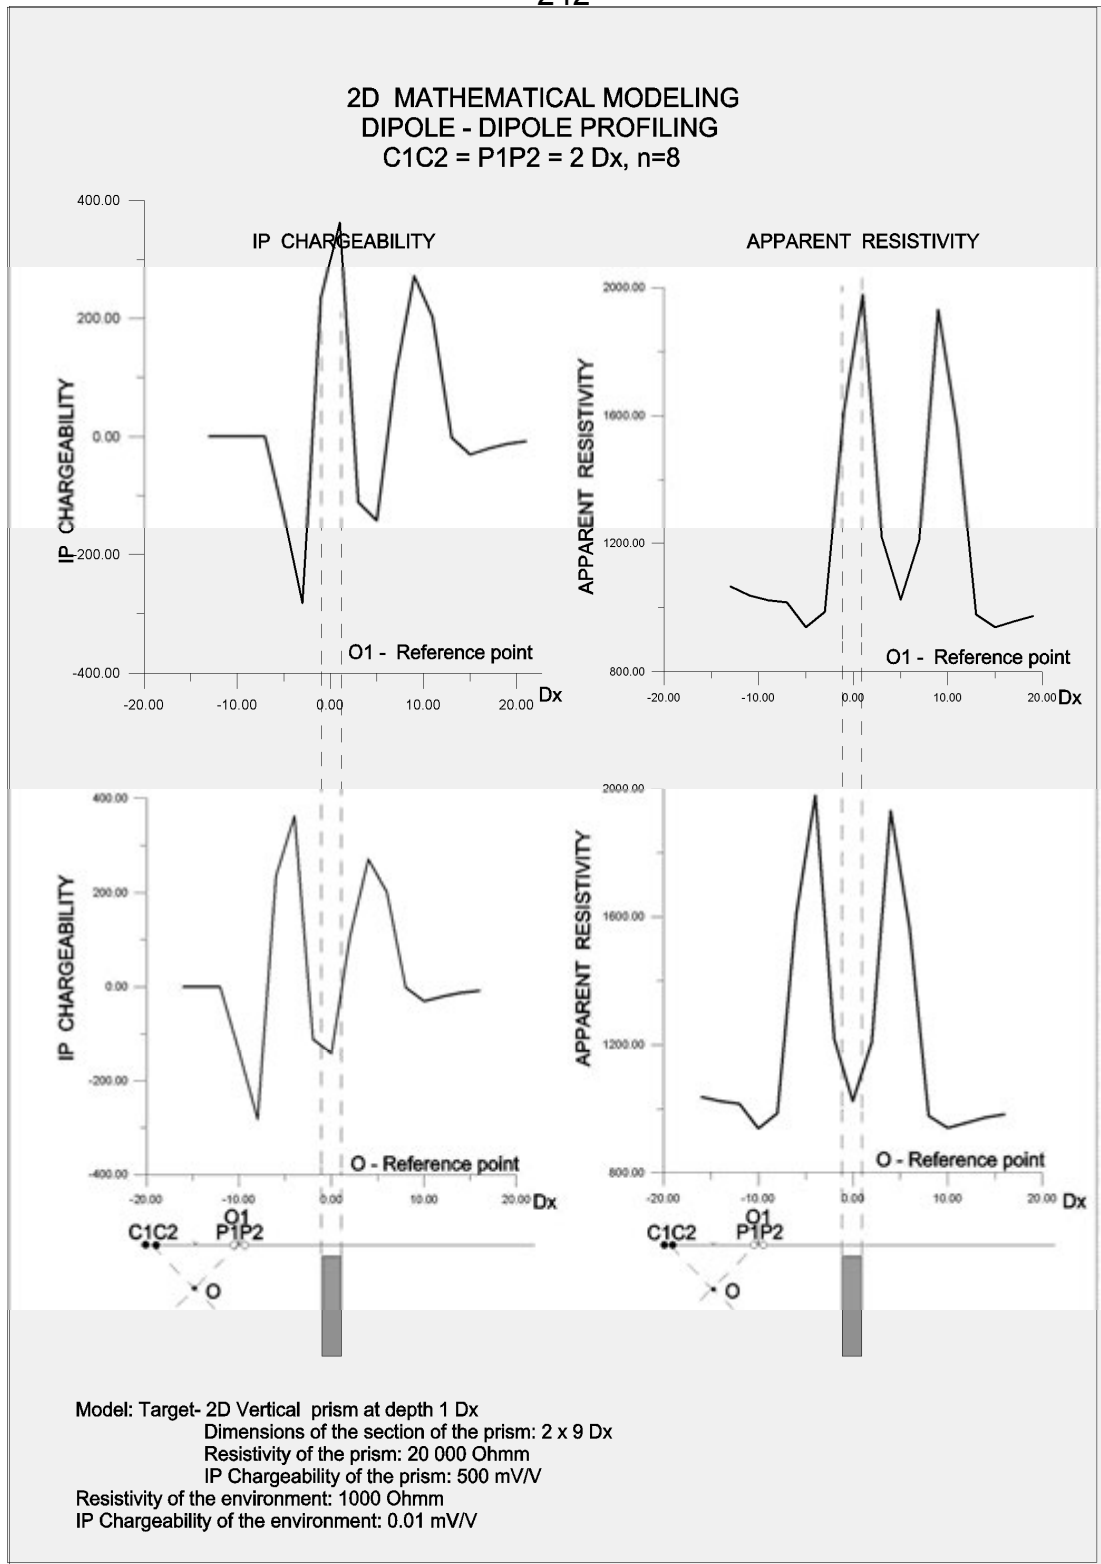 2D MATHEMATICAL MODELING
DIPOLE - DIPOLE PROFILING
C1C2 = P1P2 = 2 Dx, n=8
IP CHARGEABILITY
400.00
200.00
0.00
-200.00
-400.00
IP CHARGEABILITY
O1 - Reference point
-20.00 -10.00 0.00 10.00 20.00 Dx
APPARENT RESISTIVITY
2000.00
1600.00
1200.00
800.00
APPARENT RESISTIVITY
O1 - Reference point
-20.00 -10.00 0.00 10.00 20.00 Dx
400.00
200.00
0.00
-200.00
-400.00
IP CHARGEABILITY
O - Reference point
-20.00 -10.00 0.00 10.00 20.00 Dx
O1
C1C2 P1P2
O
2000.00
1600.00
1200.00
800.00
APPARENT RESISTIVITY
O - Reference point
-20.00 -10.00 0.00 10.00 20.00 Dx
O1
C1C2 P1P2
O
Model: Target- 2D Vertical prism at depth 1 Dx
Dimensions of the section of the prism: 2 x 9 Dx
Resistivity of the prism: 20 000 Ohmm
IP Chargeability of the prism: 500 mV/V
Resistivity of the environment: 1000 Ohmm
IP Chargeability of the environment: 0.01 mV/V